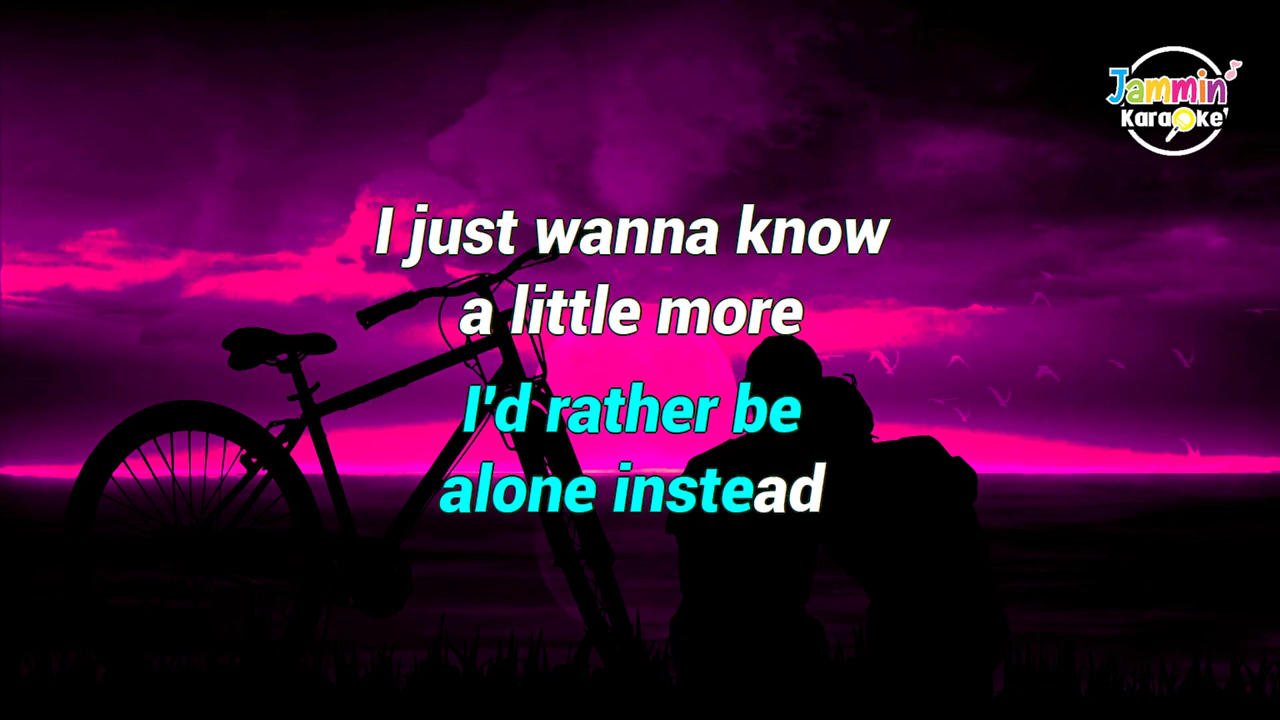 Jammin'
Karaoke'
I just wanna know
a little more
I'd rather be
alone instead